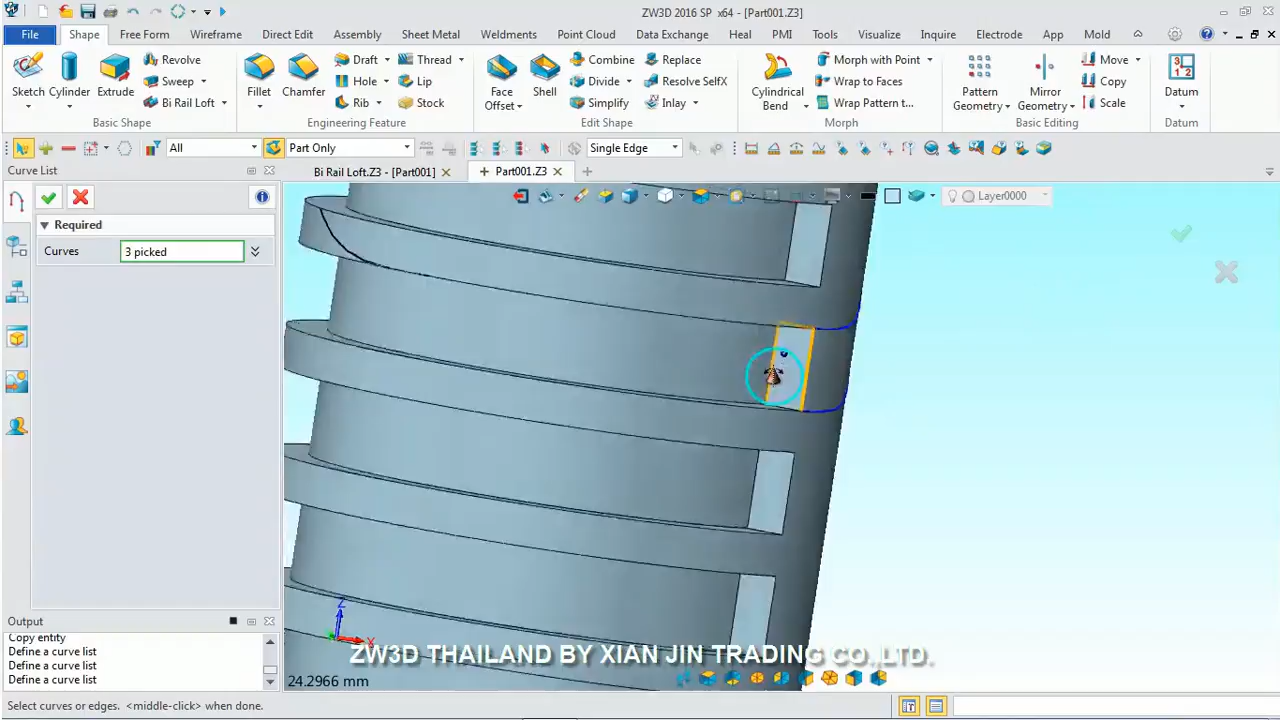 ZW3D 2016 SP x64 - [Part001.Z3]
File Shape Free Form Wireframe Direct Edit Assembly Sheet Metal Weldments Point Cloud Data Exchange Heal PMI Tools Visualize Inquire Electrode App Mold
Revolve Draft Thread Combine Replace Morph with Point Move
Sketch Cylinder Extrude Sweep Fillet Chamfer Hole Lip Face Offset Shell Divide Resolve SelfX Cylindrical Bend Wrap to Faces Pattern Geometry Mirror Geometry Copy Datum
Bi Rail Loft Rib Stock Simplify Inlay Wrap Pattern t... Scale
Basic Shape Engineering Feature Edit Shape Morph Basic Editing Datum
All Part Only Single Edge
Curve List Bi Rail Loft.Z3 - [Part001] Part001.Z3
Layer0000
Required
Curves 3 picked
Output
Copy entity
Define a curve list
Define a curve list
Define a curve list
Z
X
ZW3D THAILAND BY XIAN JIN TRADING CO.,LTD.
24.2966 mm
Select curves or edges. <middle-click> when done.